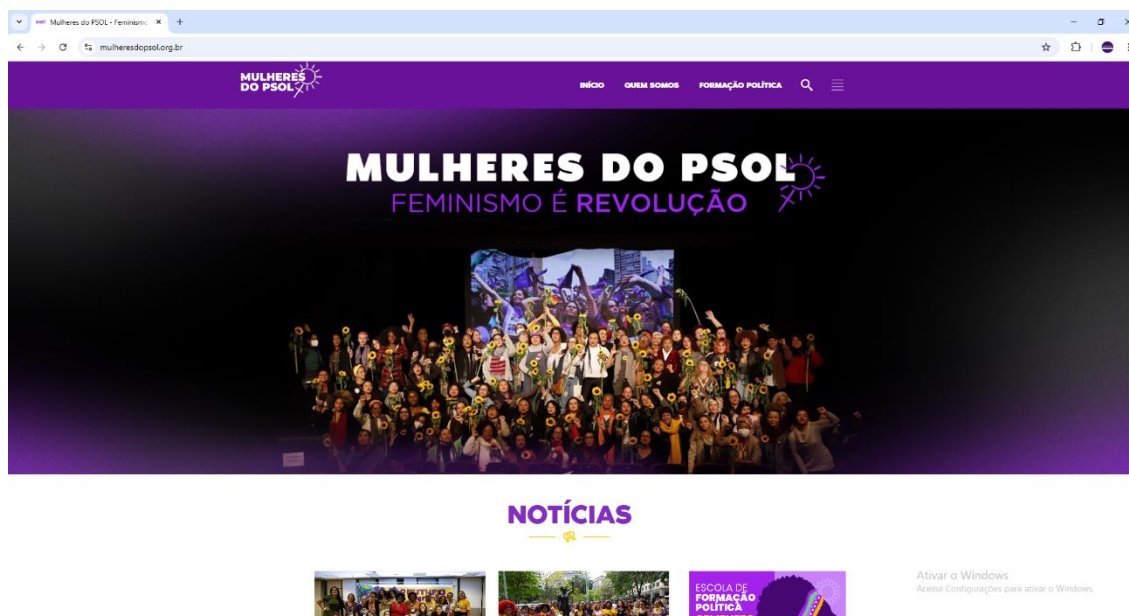 Mulheres do PSOL - Feminismo
mulheresdopsol.org.br
MULHERES
DO PSOL
INÍCIO QUEM SOMOS FORMAÇÃO POLÍTICA
MULHERES DO PSOL
FEMINISMO É REVOLUÇÃO
NOTÍCIAS
ESCOLA DE
FORMAÇÃO
POLÍTICA
Ativar o Windows
Acesse Configurações para ativar o Windows.